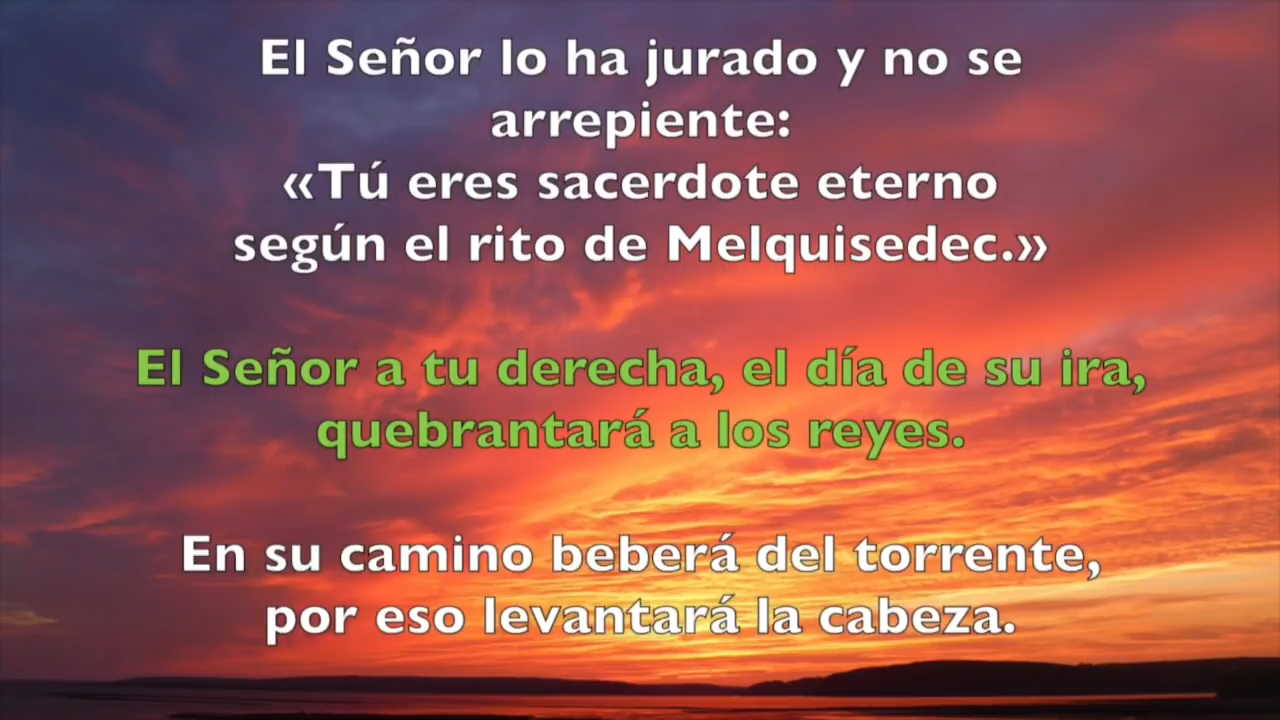 El Señor lo ha jurado y no se
arrepiente:
«Tú eres sacerdote eterno
según el rito de Melquisedec.»
El Señor a tu derecha, el día de su ira,
quebrantará a los reyes.
En su camino beberá del torrente,
por eso levantará la cabeza.